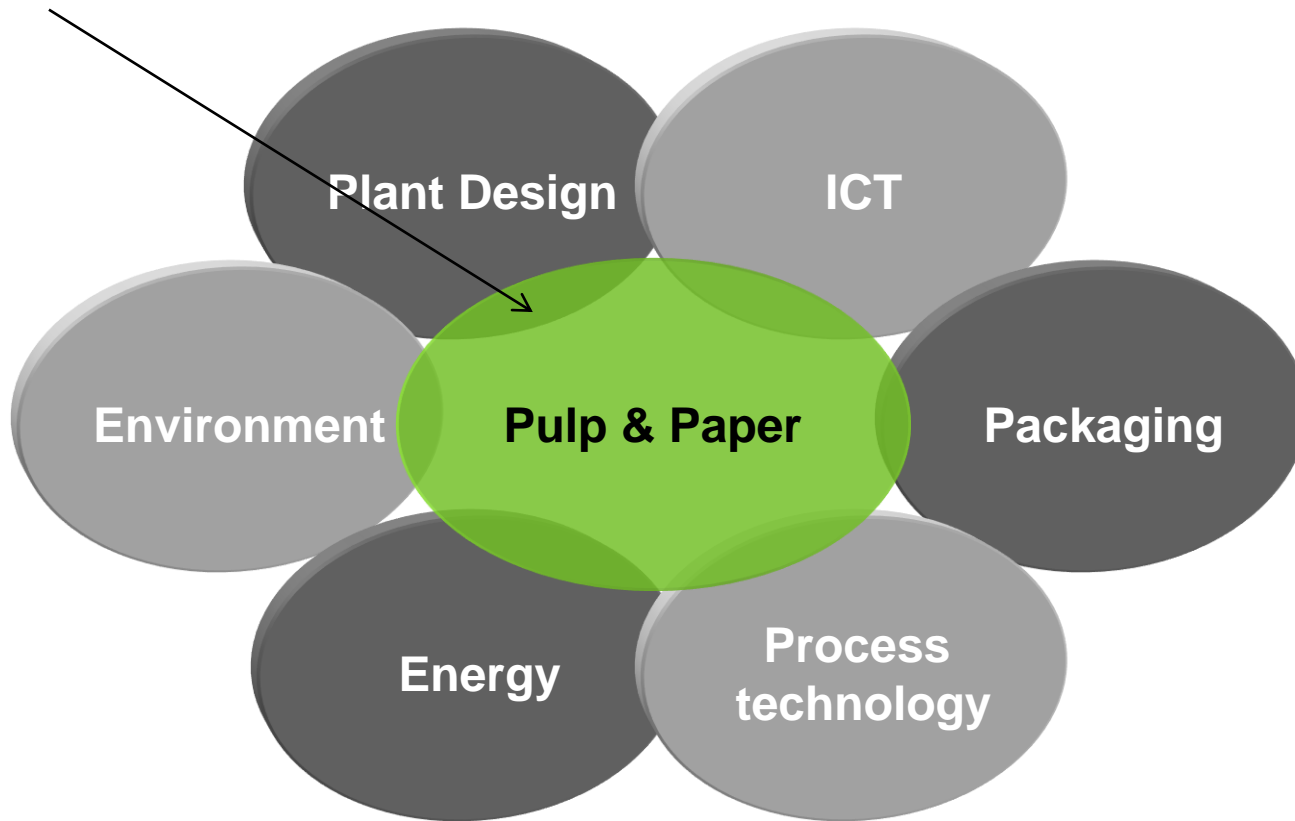 Plant Design
ICT
Environment
Pulp & Paper
Packaging
Energy
Process
technology